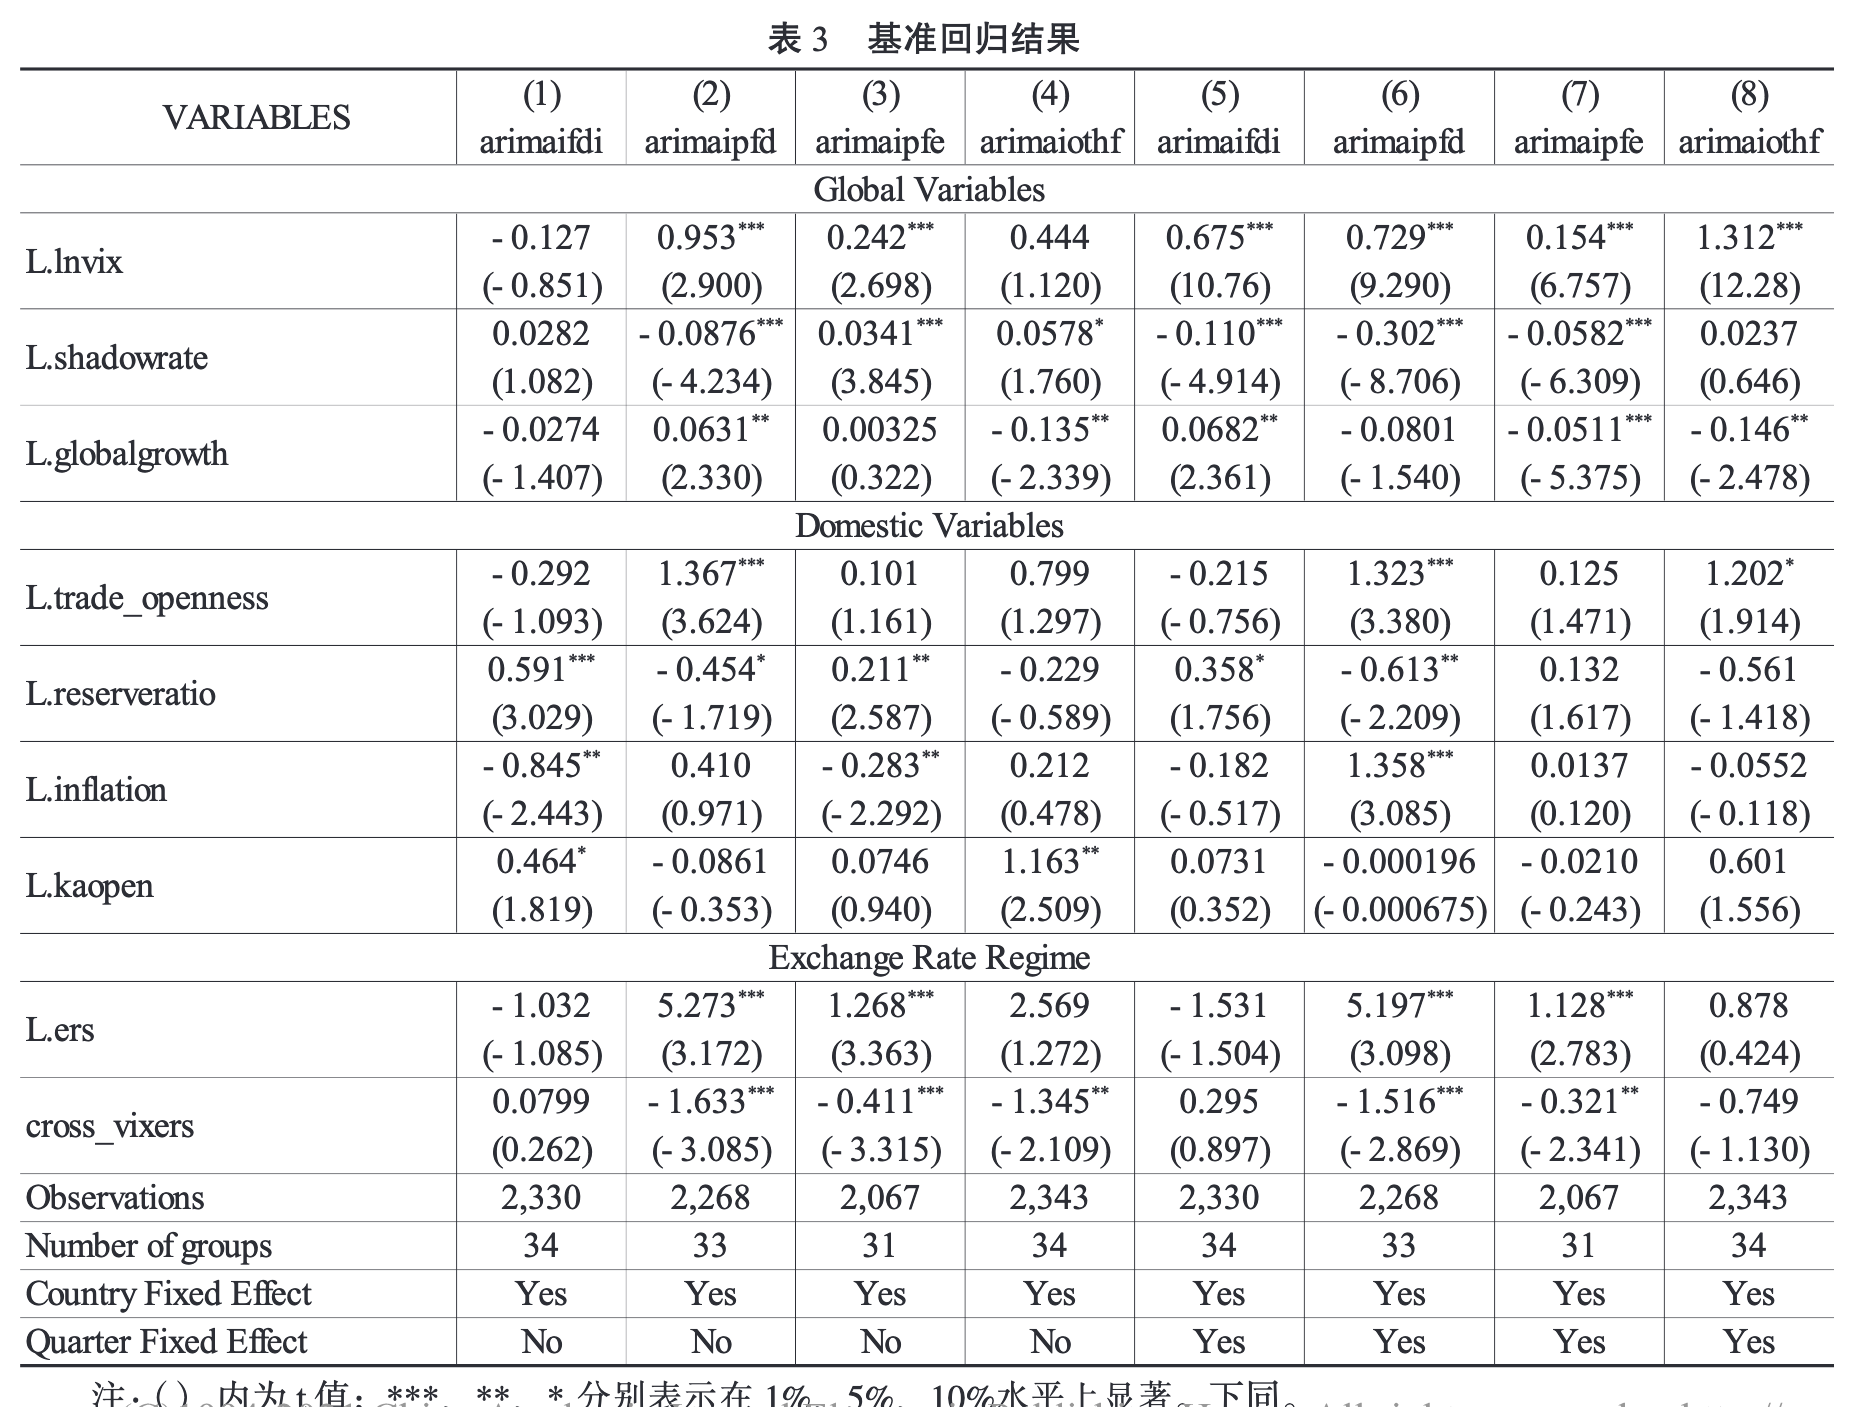 表 3 基准回归结果
VARIABLES (1) (2) (3) (4) (5) (6) (7) (8)
arimaifdi arimaipfd arimaipfe arimaiothf arimaifdi arimaipfd arimaipfe arimaiothf
Global Variables
L.lnvix - 0.127 0.953*** 0.242*** 0.444 0.675*** 0.729*** 0.154*** 1.312***
(- 0.851) (2.900) (2.698) (1.120) (10.76) (9.290) (6.757) (12.28)
L.shadowrate 0.0282 - 0.0876*** 0.0341*** 0.0578* - 0.110*** - 0.302*** - 0.0582*** 0.0237
(1.082) (- 4.234) (3.845) (1.760) (- 4.914) (- 8.706) (- 6.309) (0.646)
L.globalgrowth - 0.0274 0.0631** 0.00325 - 0.135** 0.0682** - 0.0801 - 0.0511*** - 0.146**
(- 1.407) (2.330) (0.322) (- 2.339) (2.361) (- 1.540) (- 5.375) (- 2.478)
Domestic Variables
L.trade_openness - 0.292 1.367*** 0.101 0.799 - 0.215 1.323*** 0.125 1.202*
(- 1.093) (3.624) (1.161) (1.297) (- 0.756) (3.380) (1.471) (1.914)
L.reserveratio 0.591*** - 0.454* 0.211** - 0.229 0.358* - 0.613** 0.132 - 0.561
(3.029) (- 1.719) (2.587) (- 0.589) (1.756) (- 2.209) (1.617) (- 1.418)
L.inflation - 0.845** 0.410 - 0.283** 0.212 - 0.182 1.358*** 0.0137 - 0.0552
(- 2.443) (0.971) (- 2.292) (0.478) (- 0.517) (3.085) (0.120) (- 0.118)
L.kaopen 0.464* - 0.0861 0.0746 1.163** 0.0731 - 0.000196 - 0.0210 0.601
(1.819) (- 0.353) (0.940) (2.509) (0.352) (- 0.000675) (- 0.243) (1.556)
Exchange Rate Regime
L.ers - 1.032 5.273*** 1.268*** 2.569 - 1.531 5.197*** 1.128*** 0.878
(- 1.085) (3.172) (3.363) (1.272) (- 1.504) (3.098) (2.783) (0.424)
cross_vixers 0.0799 - 1.633*** - 0.411*** - 1.345** 0.295 - 1.516*** - 0.321** - 0.749
(0.262) (- 3.085) (- 3.315) (- 2.109) (0.897) (- 2.869) (- 2.341) (- 1.130)
Observations 2,330 2,268 2,067 2,343 2,330 2,268 2,067 2,343
Number of groups 34 33 31 34 34 33 31 34
Country Fixed Effect Yes Yes Yes Yes Yes Yes Yes Yes
Quarter Fixed Effect No No No No Yes Yes Yes Yes
注：（ ）内为 t 值；***、**、* 分别表示在 1%、5%、10%水平上显著。下同。